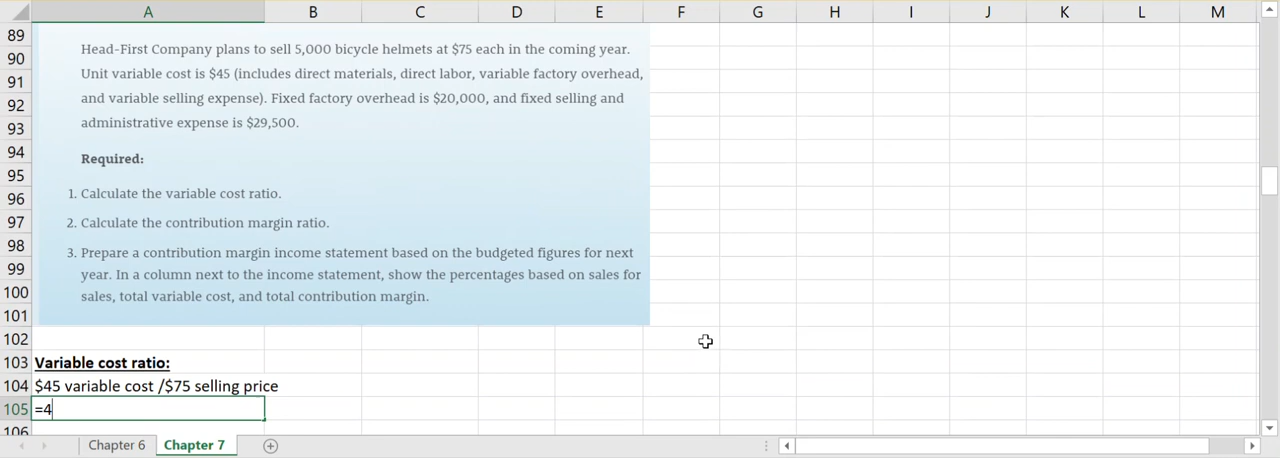 A B C D E F G H I J K L M
89
90
91
92
93
94
95
96
97
98
99
100
101
102
103
104
105
106
Head-First Company plans to sell 5,000 bicycle helmets at $75 each in the coming year.
Unit variable cost is $45 (includes direct materials, direct labor, variable factory overhead,
and variable selling expense). Fixed factory overhead is $20,000, and fixed selling and
administrative expense is $29,500.
Required:
1. Calculate the variable cost ratio.
2. Calculate the contribution margin ratio.
3. Prepare a contribution margin income statement based on the budgeted figures for next
year. In a column next to the income statement, show the percentages based on sales for
sales, total variable cost, and total contribution margin.
Variable cost ratio:
$45 variable cost /$75 selling price
=4
Chapter 6 Chapter 7